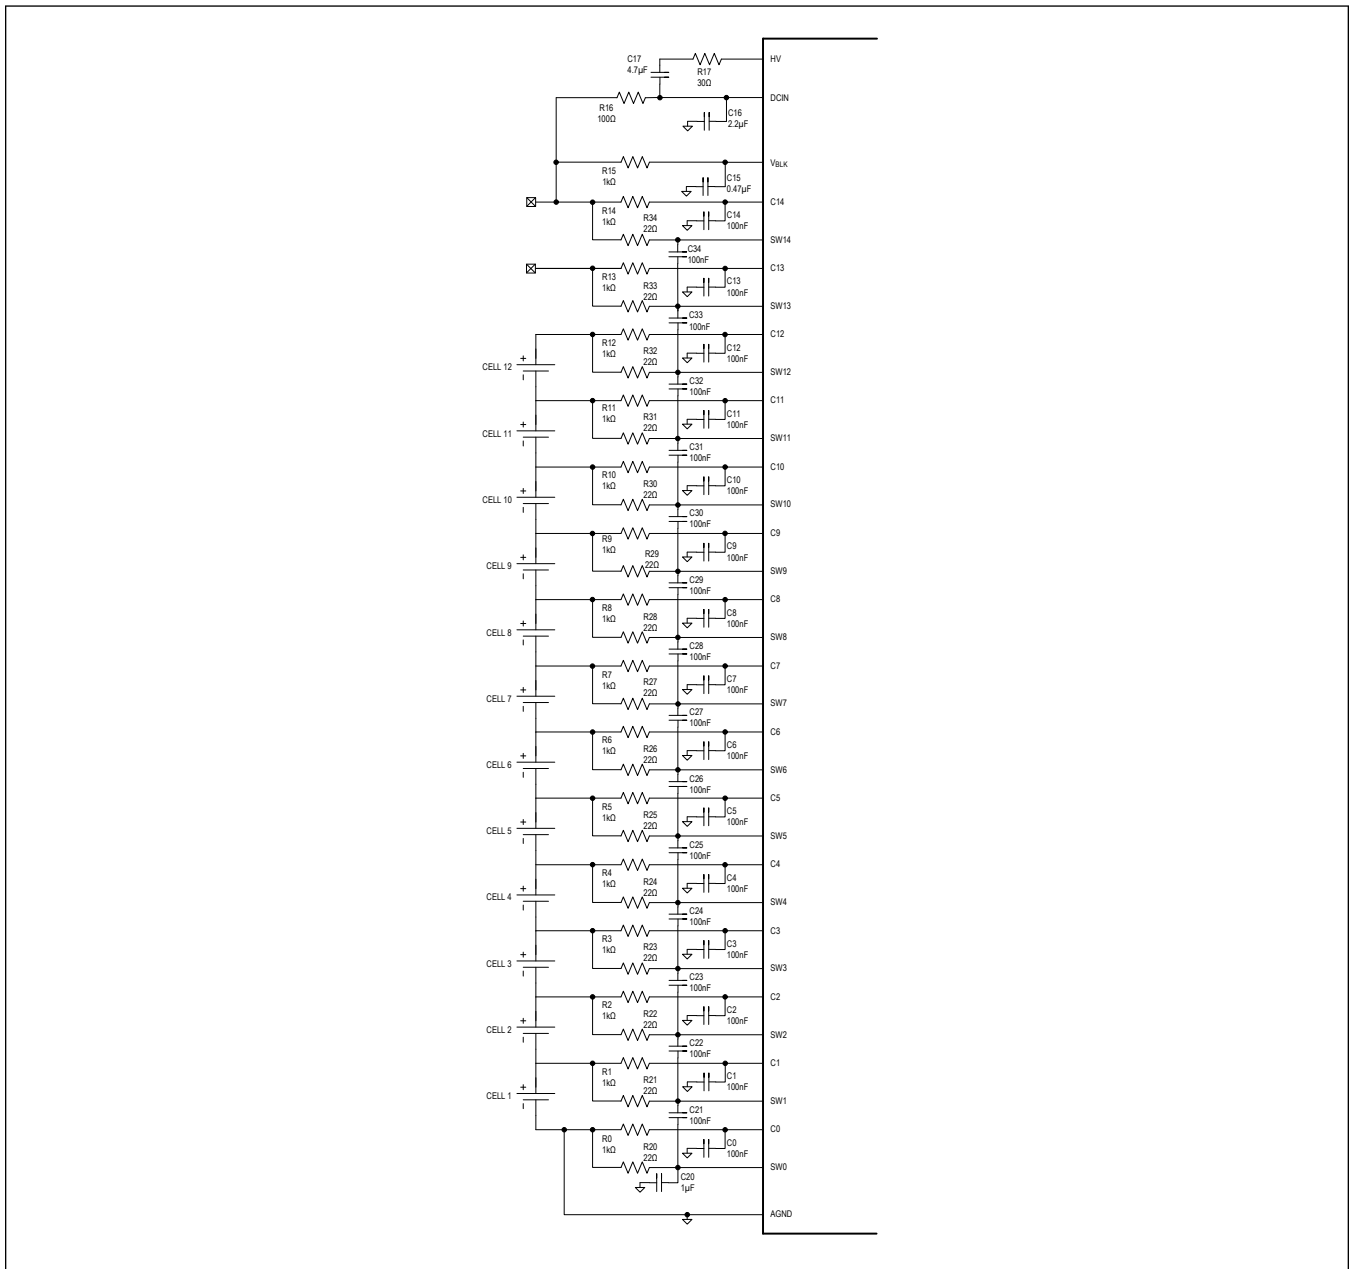 C17
4.7µF
R17
30Ω
HV
R16
100Ω
C16
2.2µF
DCIN
R15
1kΩ
C15
0.47µF
VBLK
R14
1kΩ
R34
22Ω
C14
100nF
C14
C34
100nF
SW14
R13
1kΩ
R33
22Ω
C13
100nF
C13
C33
100nF
SW13
R12
1kΩ
R32
22Ω
C12
100nF
C12
CELL 12
+
C32
100nF
SW12
R11
1kΩ
R31
22Ω
C11
100nF
C11
CELL 11
+
C31
100nF
SW11
R10
1kΩ
R30
22Ω
C10
100nF
C10
CELL 10
+
C30
100nF
SW10
R9
1kΩ
R29
22Ω
C9
100nF
C9
CELL 9
+
C29
100nF
SW9
R8
1kΩ
R28
22Ω
C8
100nF
C8
CELL 8
+
C28
100nF
SW8
R7
1kΩ
R27
22Ω
C7
100nF
C7
CELL 7
+
C27
100nF
SW7
R6
1kΩ
R26
22Ω
C6
100nF
C6
CELL 6
+
C26
100nF
SW6
R5
1kΩ
R25
22Ω
C5
100nF
C5
CELL 5
+
C25
100nF
SW5
R4
1kΩ
R24
22Ω
C4
100nF
C4
CELL 4
+
C24
100nF
SW4
R3
1kΩ
R23
22Ω
C3
100nF
C3
CELL 3
+
C23
100nF
SW3
R2
1kΩ
R22
22Ω
C2
100nF
C2
CELL 2
+
C22
100nF
SW2
R1
1kΩ
R21
22Ω
C1
100nF
C1
CELL 1
+
C21
100nF
SW1
R0
1kΩ
R20
22Ω
C0
100nF
C0
C20
1µF
SW0
AGND